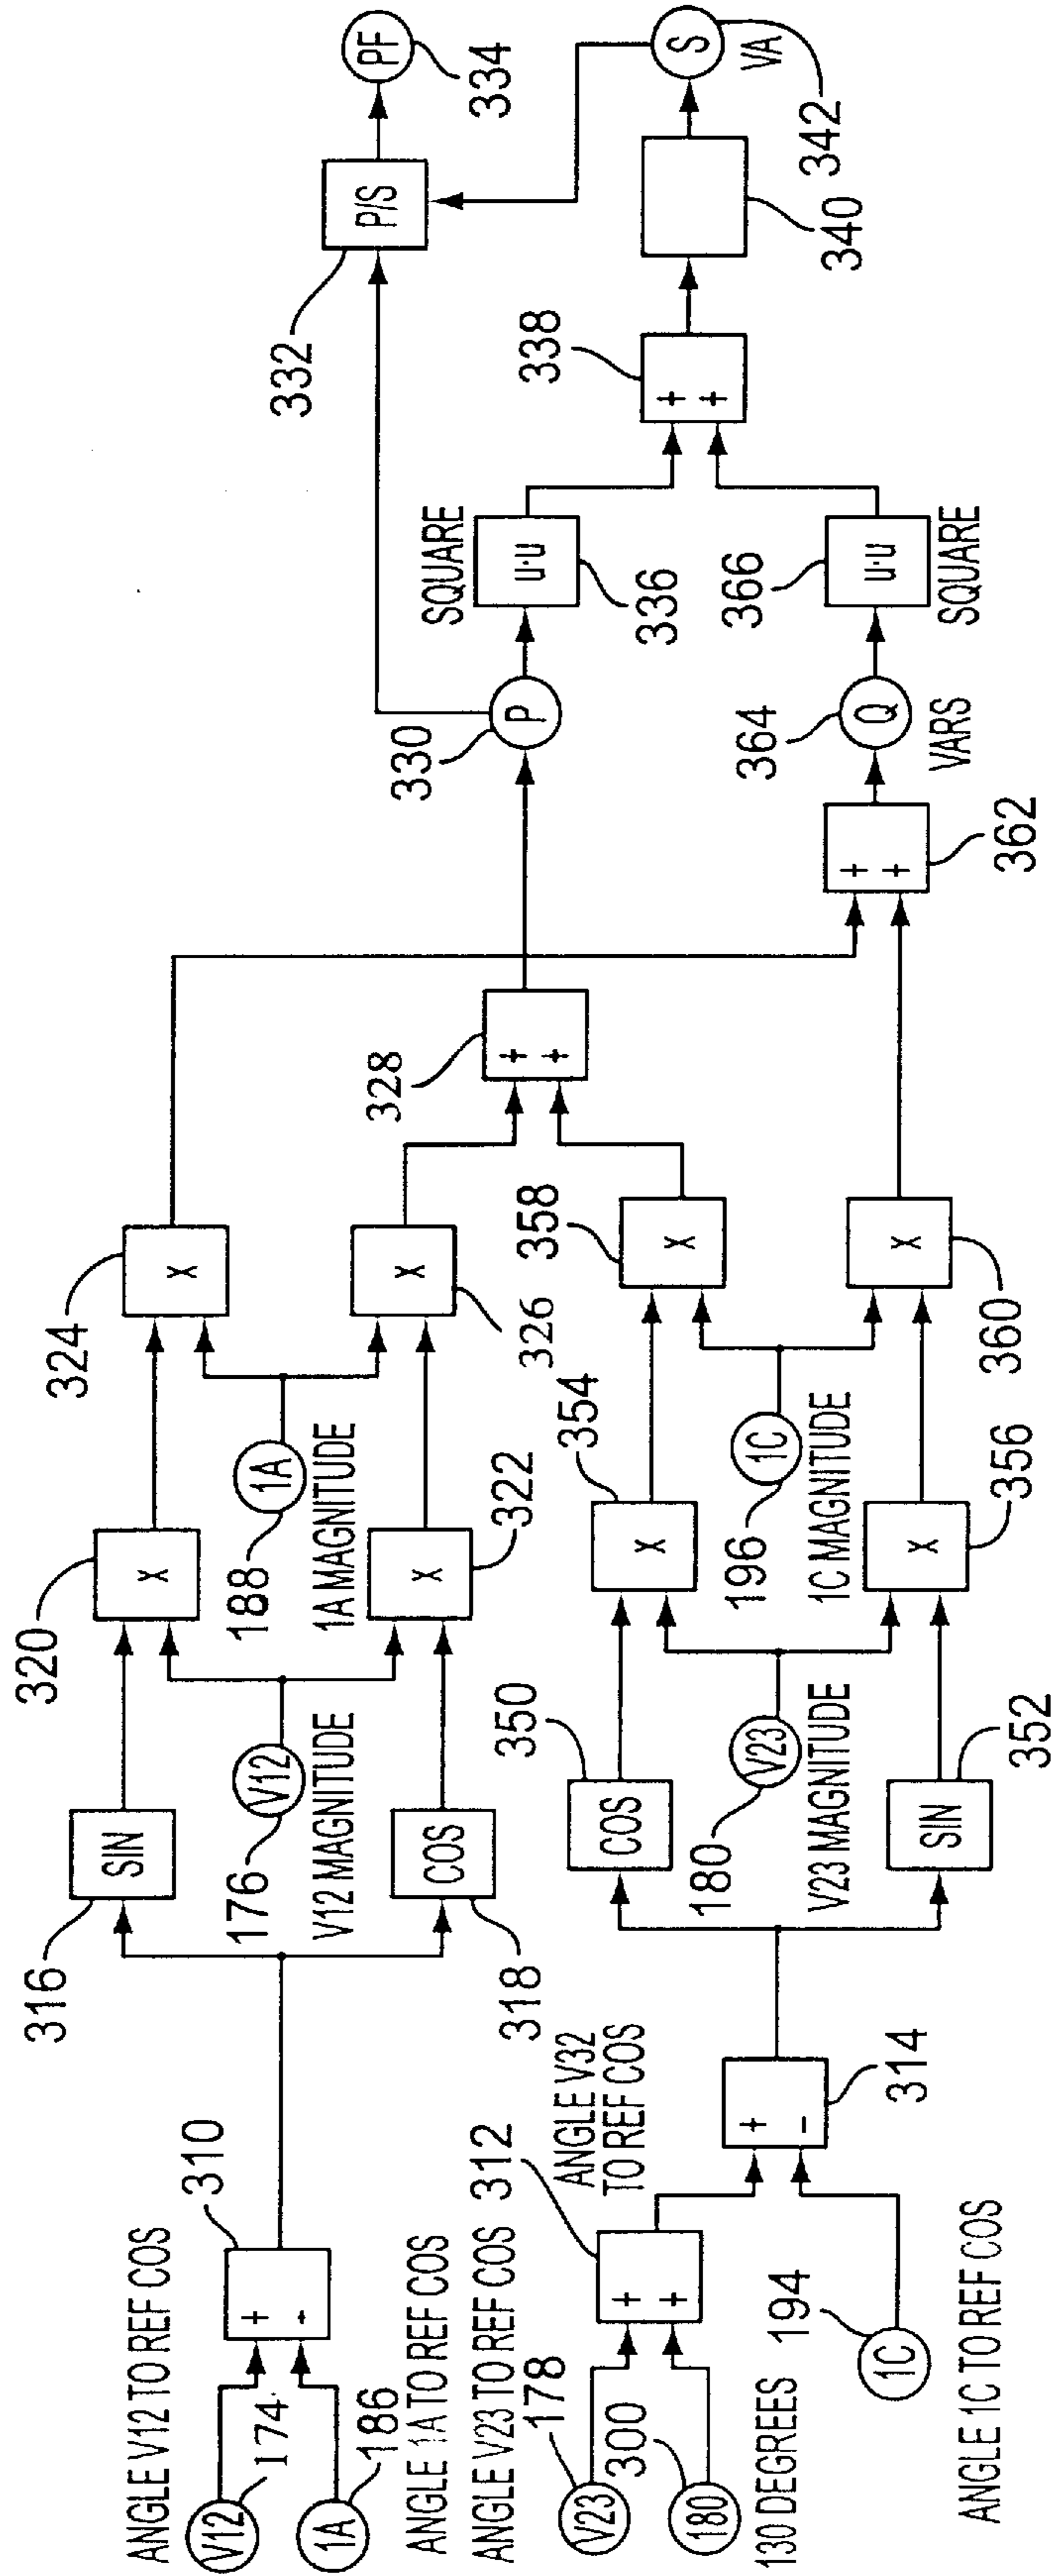 ANGLE V12 TO REF COS
V12
174
1A
186
ANGLE 1A TO REF COS
310
+
-
316
SIN
318
COS
320
X
176
V12
V12 MAGNITUDE
322
X
188
1A
1A MAGNITUDE
324
X
326
X
ANGLE V23 TO REF COS
V23
178
300
180
130 DEGREES
312
+
+
ANGLE V32
TO REF COS
194
1C
ANGLE 1C TO REF COS
314
+
-
350
COS
352
SIN
180
V23
V23 MAGNITUDE
354
X
356
X
196
1C
1C MAGNITUDE
358
X
360
X
328
+
+
362
+
+
330
P
364
Q
VARS
SQUARE
u·u
336
366
u·u
SQUARE
338
+
+
340
332
P/S
PF
334
S
VA
342